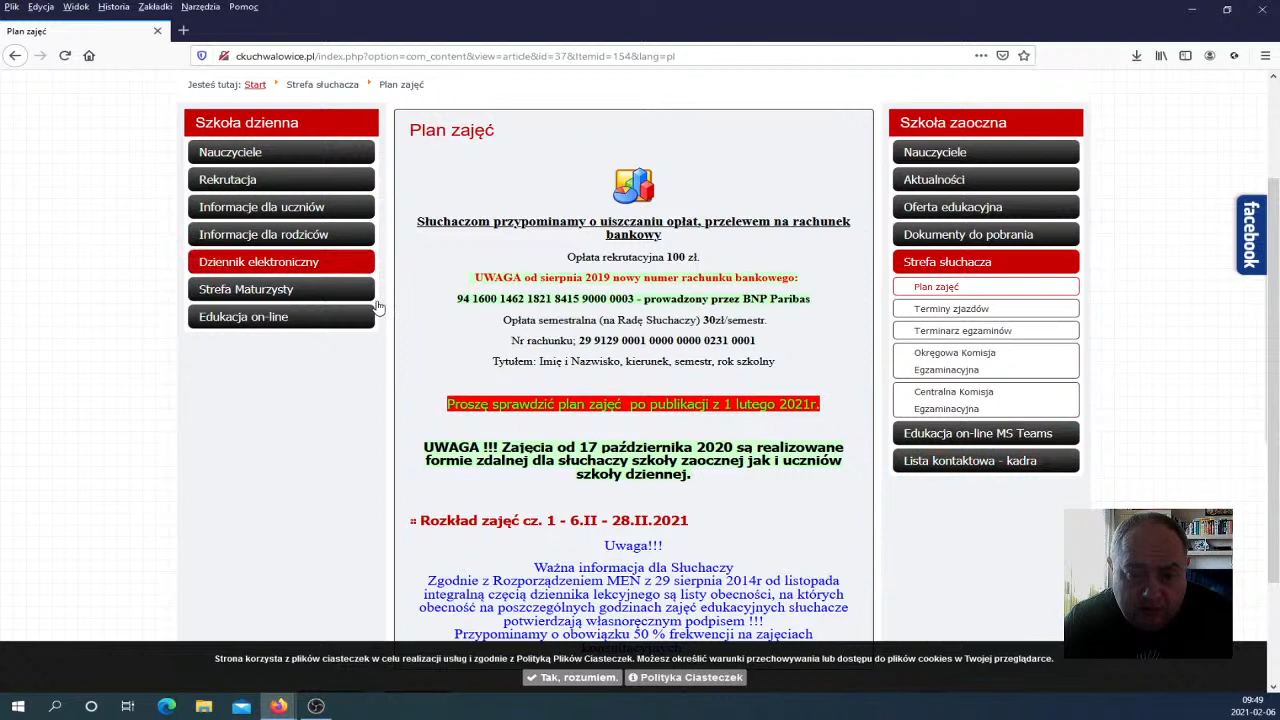 Plik Edycja Widok Historia Zakładki Narzędzia Pomoc
Plan zajęć
ckuchwalowice.pl/index.php?option=com_content&view=article&id=37&Itemid=154&lang=pl
Jesteś tutaj: Start Strefa słuchacza Plan zajęć
Szkoła dzienna
Nauczyciele
Rekrutacja
Informacje dla uczniów
Informacje dla rodziców
Dziennik elektroniczny
Strefa Maturzysty
Edukacja on-line
Plan zajęć
Słuchaczom przypominamy o uiszczaniu opłat, przelewem na rachunek
bankowy
Opłata rekrutacyjna 100 zł.
UWAGA od sierpnia 2019 nowy numer rachunku bankowego:
94 1600 1462 1821 8415 9000 0003 - prowadzony przez BNP Paribas
Opłata semestralna (na Radę Słuchaczy) 30zł/semestr.
Nr rachunku; 29 9129 0001 0000 0000 0231 0001
Tytułem: Imię i Nazwisko, kierunek, semestr, rok szkolny
Proszę sprawdzić plan zajęć po publikacji z 1 lutego 2021r.
UWAGA !!! Zajęcia od 17 października 2020 są realizowane
formie zdalnej dla słuchaczy szkoły zaocznej jak i uczniów
szkoły dziennej.
Rozkład zajęć cz. 1 - 6.II - 28.II.2021
Uwaga!!!
Ważna informacja dla Słuchaczy
Zgodnie z Rozporządzeniem MEN z 29 sierpnia 2014r od listopada
integralną częcią dziennika lekcyjnego są listy obecności, na których
obecność na poszczególnych godzinach zajęć edukacyjnych słuchacze
potwierdzają własnoręcznym podpisem !!!
Przypominamy o obowiązku 50 % frekwencji na zajęciach
konsultacyjnych
Szkoła zaoczna
Nauczyciele
Aktualności
Oferta edukacyjna
Dokumenty do pobrania
Strefa słuchacza
Plan zajęć
Terminy zjazdów
Terminarz egzaminów
Okręgowa Komisja
Egzaminacyjna
Centralna Komisja
Egzaminacyjna
Edukacja on-line MS Teams
Lista kontaktowa - kadra
facebook
Strona korzysta z plików ciasteczek w celu realizacji usług i zgodnie z Polityką Plików Ciasteczek. Możesz określić warunki przechowywania lub dostępu do plików cookies w Twojej przeglądarce.
Tak, rozumiem. Polityka Ciasteczek
09:49
2021-02-06